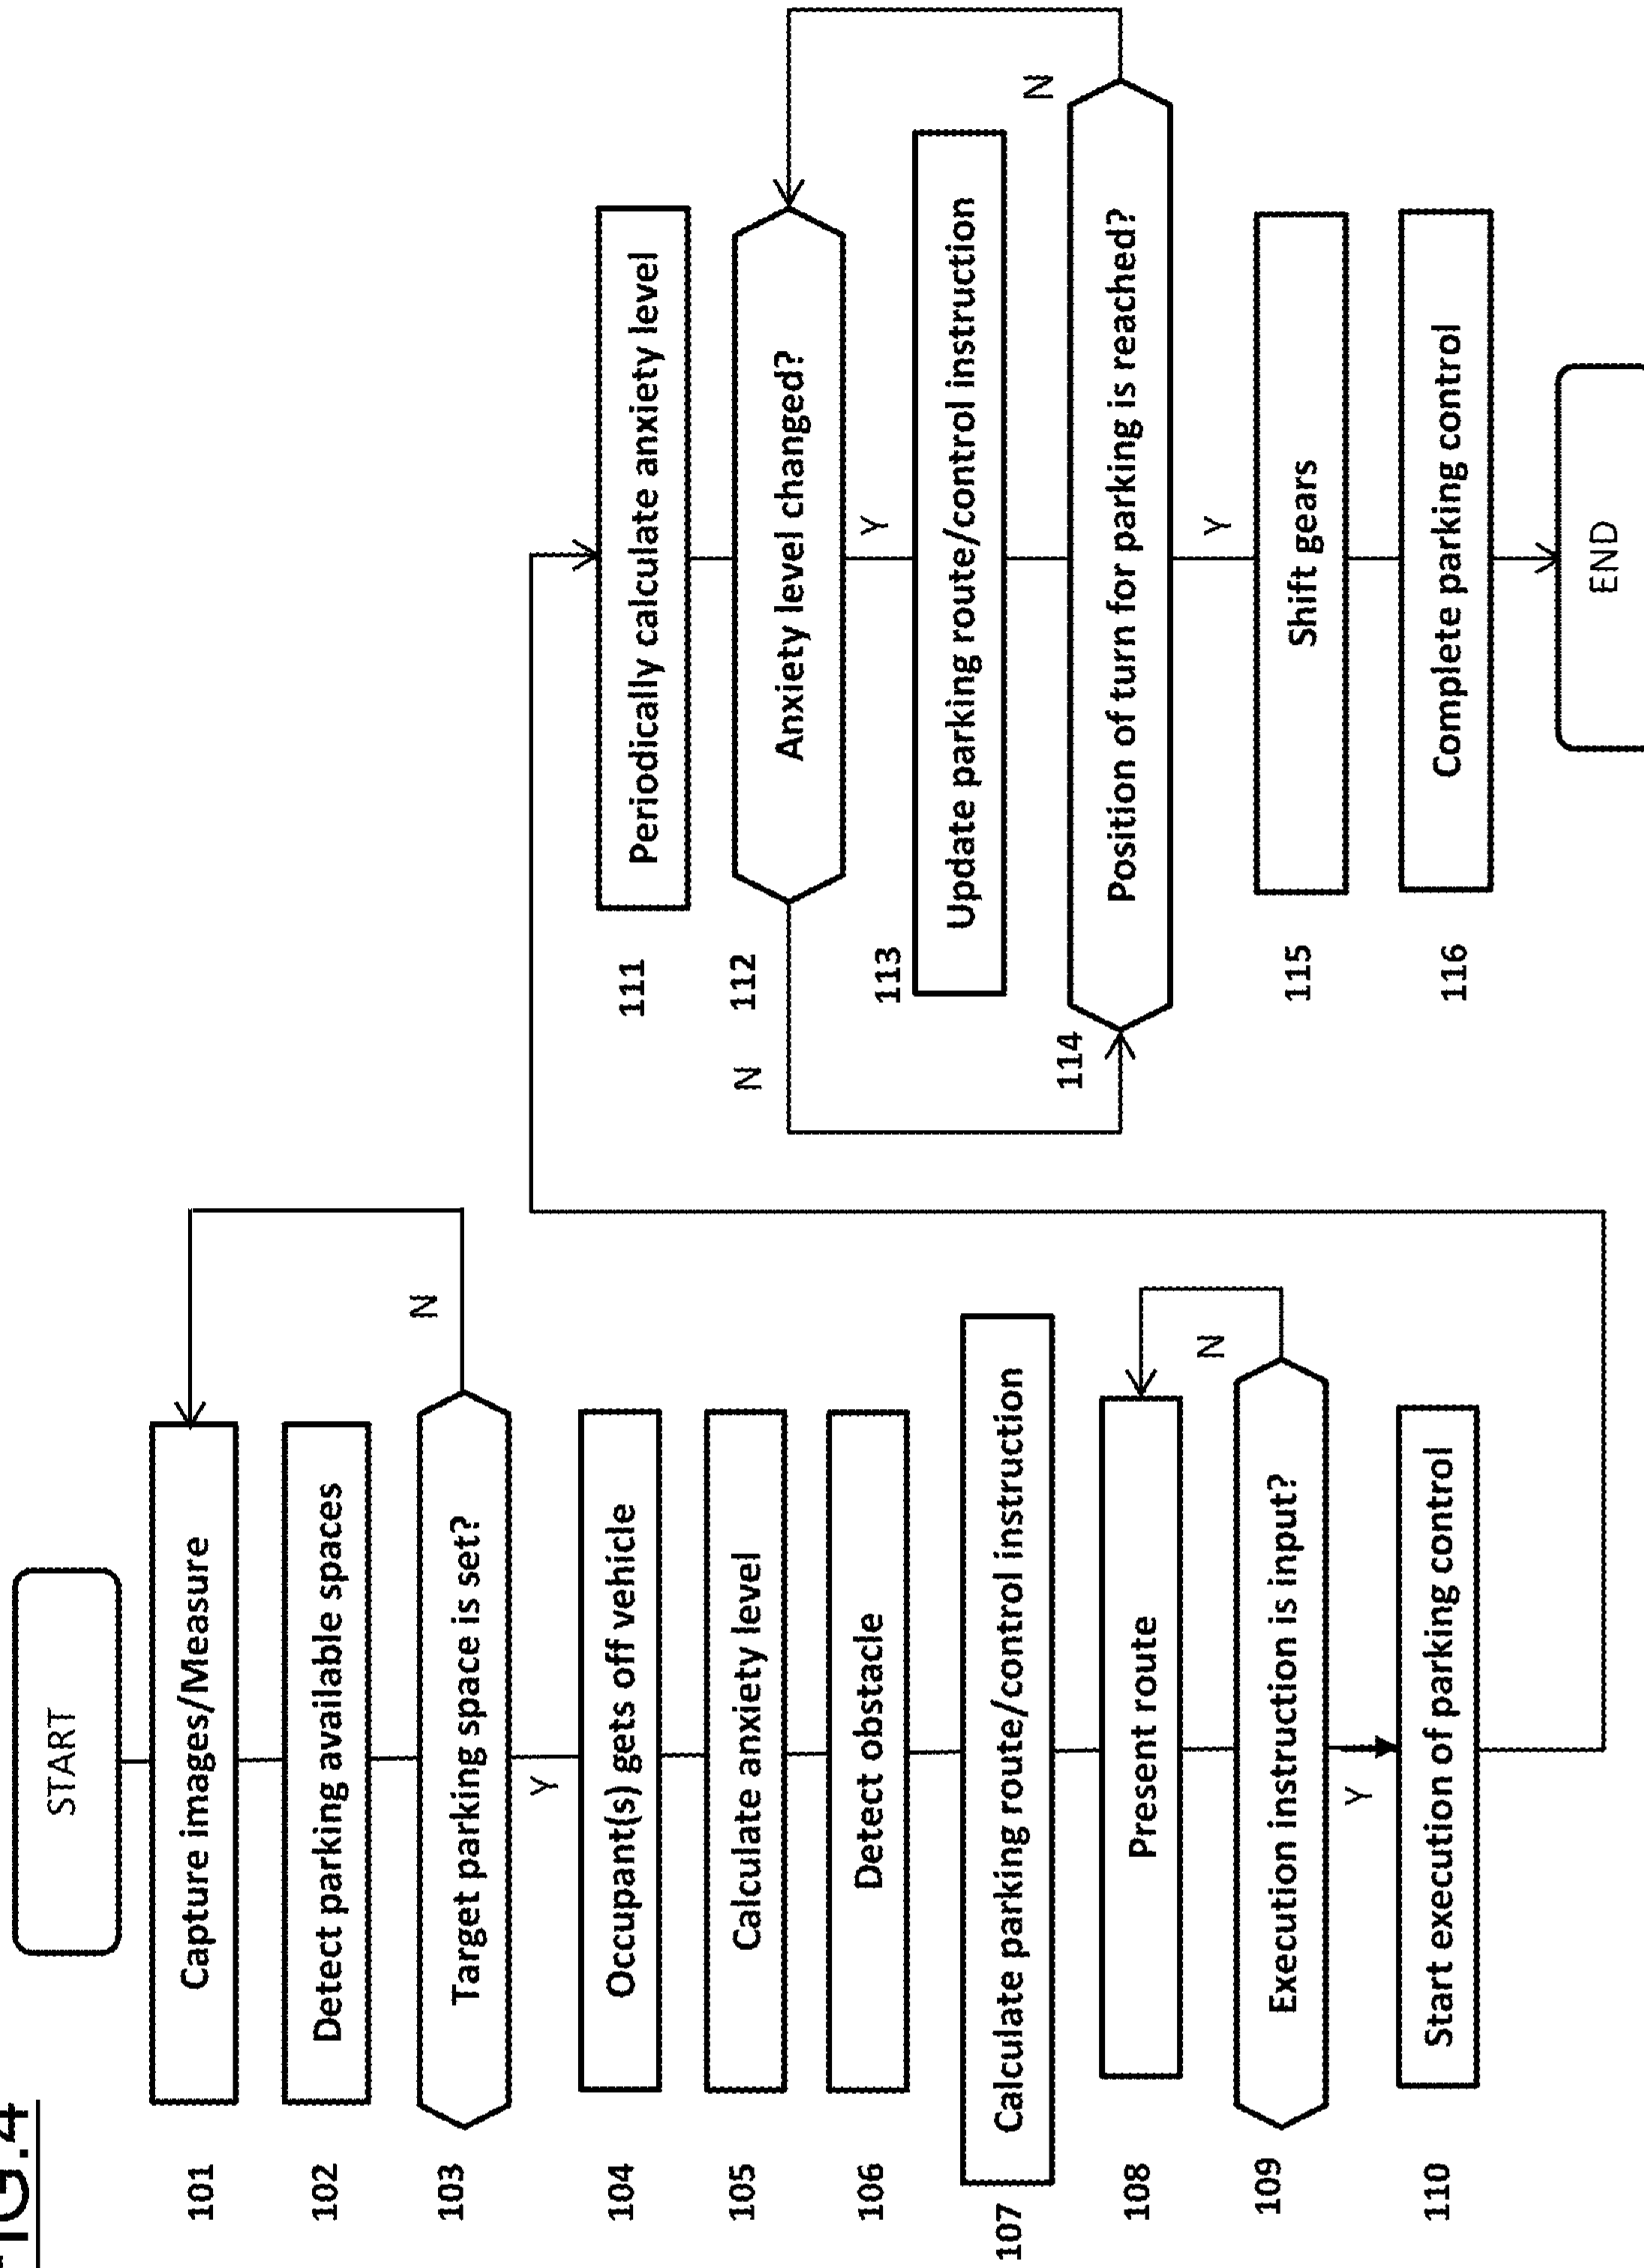 FIG.4
START
101 Capture images/Measure
102 Detect parking available spaces
103 Target parking space is set?
N
Y
104 Occupant(s) gets off vehicle
105 Calculate anxiety level
106 Detect obstacle
107 Calculate parking route/control instruction
108 Present route
109 Execution instruction is input?
N
Y
110 Start execution of parking control
111 Periodically calculate anxiety level
112 Anxiety level changed?
N
Y
113 Update parking route/control instruction
114 Position of turn for parking is reached?
N
Y
115 Shift gears
116 Complete parking control
END